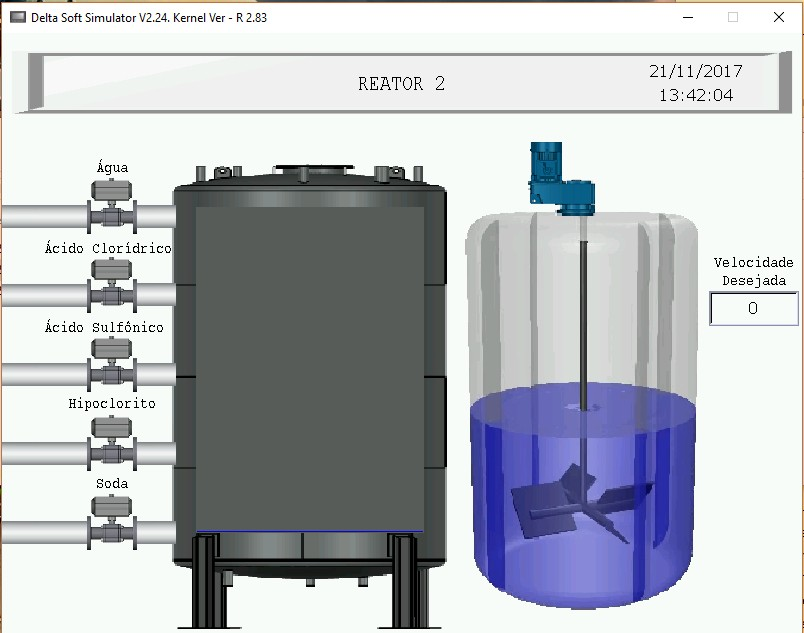 Delta Soft Simulator V2.24. Kernel Ver - R 2.83
REATOR 2
21/11/2017
13:42:04
Água
Ácido Clorídrico
Ácido Sulfônico
Hipoclorito
Soda
Velocidade
Desejada
0